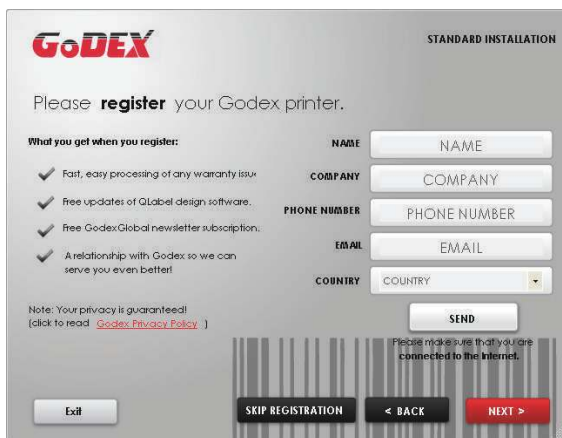 GoDEX
STANDARD INSTALLATION
Please register your Godex printer.
What you get when you register:
Fast, easy processing of any warranty issu
Free updates of QLabel design software.
Free GodexGlobal newsletter subscription.
A relationship with Godex so we can
serve you even better!
Note: Your privacy is guaranteed!
(click to read Godex Privacy Policy )
NAME NAME
COMPANY COMPANY
PHONE NUMBER PHONE NUMBER
EMAIL EMAIL
COUNTRY COUNTRY
SEND
Please make sure that you are
connected to the Internet.
Exit SKIP REGISTRATION < BACK NEXT >